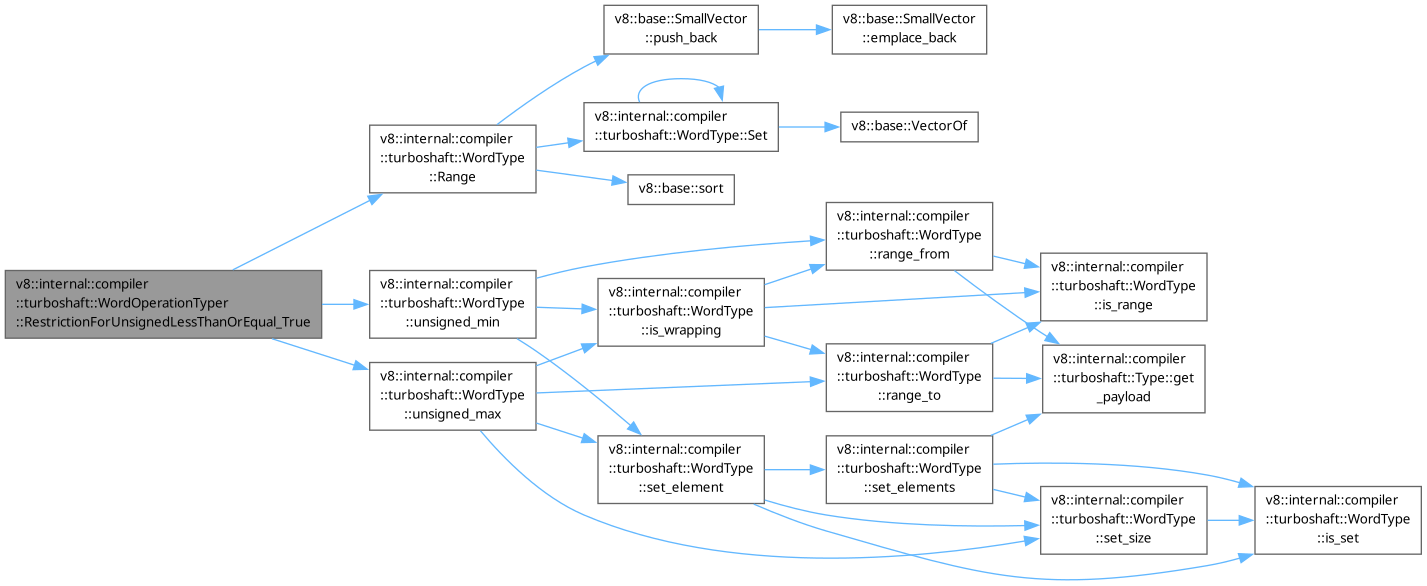 v8::base::SmallVector
::push_back
v8::base::SmallVector
::emplace_back
v8::internal::compiler
::turboshaft::WordType::Set
v8::base::VectorOf
v8::internal::compiler
::turboshaft::WordType
::Range
v8::base::sort
v8::internal::compiler
::turboshaft::WordType
::range_from
v8::internal::compiler
::turboshaft::WordType
::is_range
v8::internal::compiler
::turboshaft::WordOperationTyper
::RestrictionForUnsignedLessThanOrEqual_True
v8::internal::compiler
::turboshaft::WordType
::unsigned_min
v8::internal::compiler
::turboshaft::WordType
::is_wrapping
v8::internal::compiler
::turboshaft::WordType
::range_to
v8::internal::compiler
::turboshaft::Type::get
_payload
v8::internal::compiler
::turboshaft::WordType
::unsigned_max
v8::internal::compiler
::turboshaft::WordType
::set_element
v8::internal::compiler
::turboshaft::WordType
::set_elements
v8::internal::compiler
::turboshaft::WordType
::set_size
v8::internal::compiler
::turboshaft::WordType
::is_set